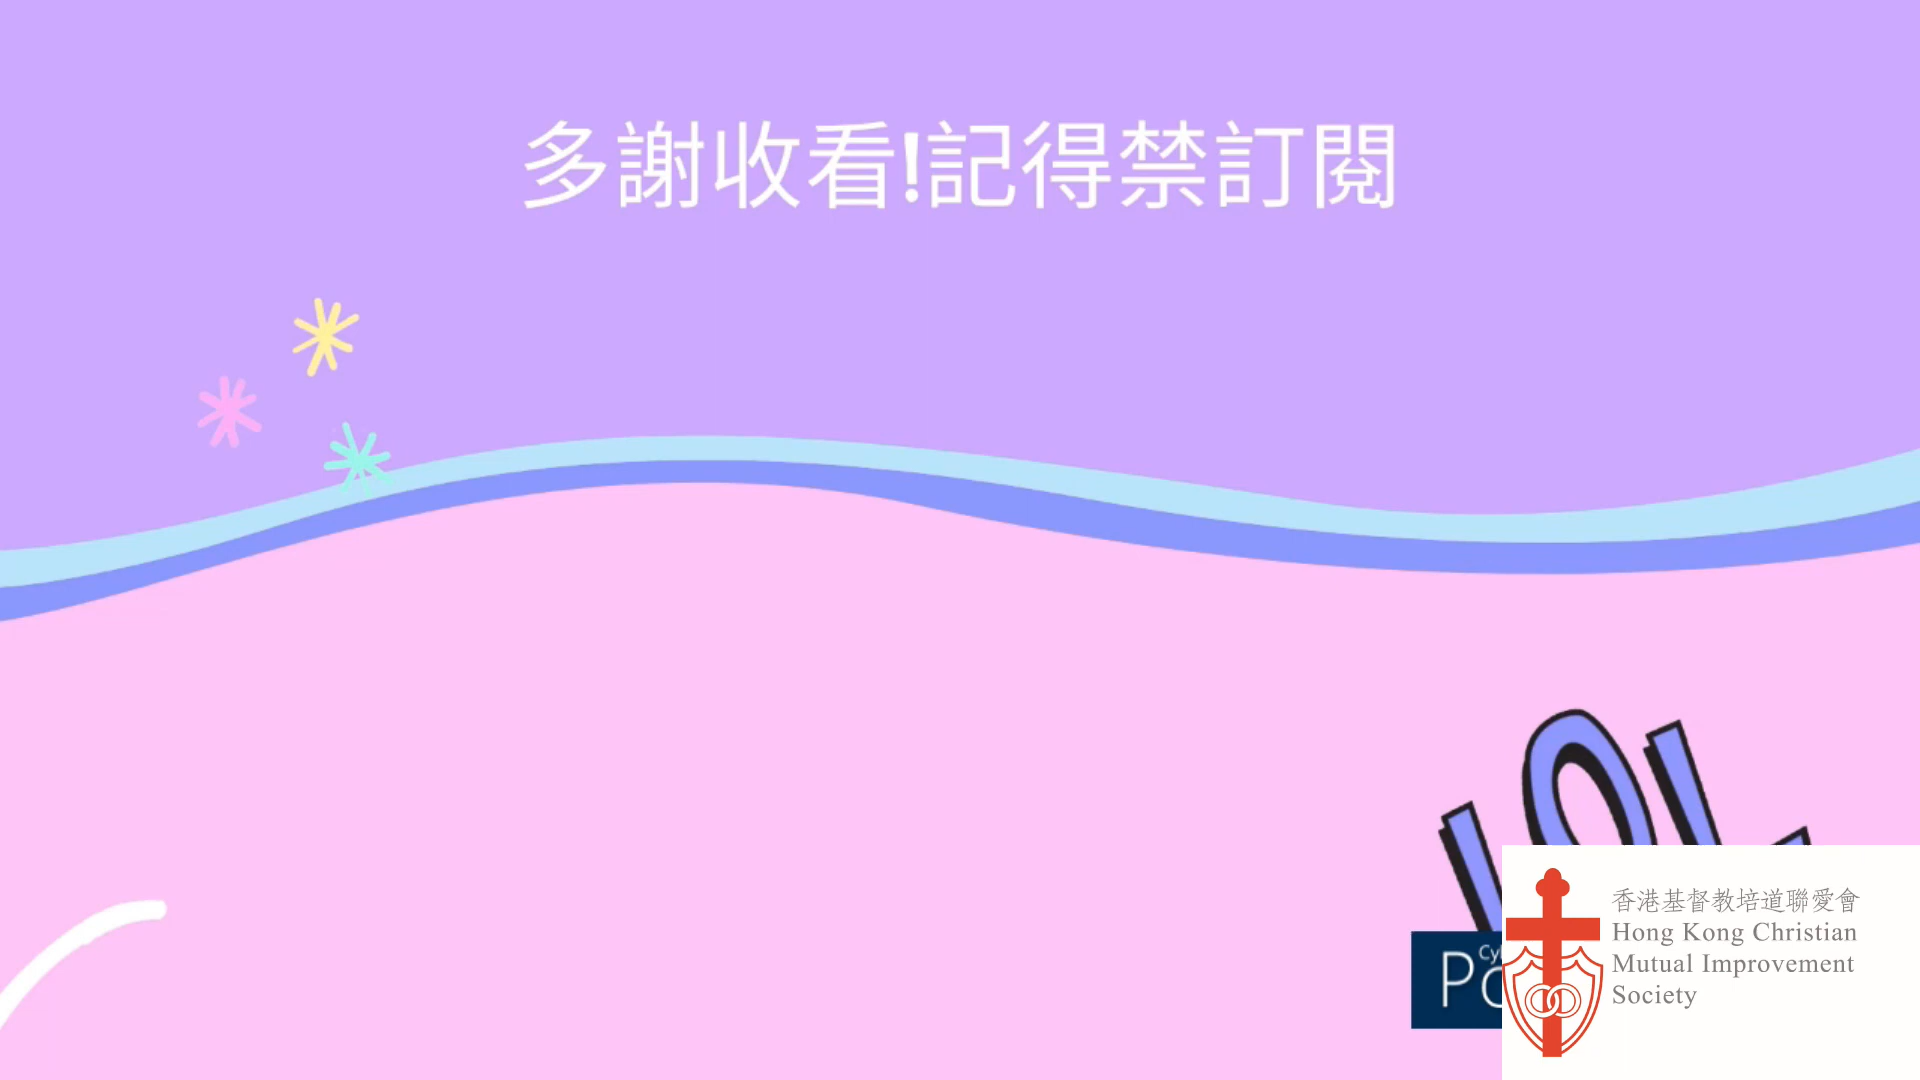 多謝收看!記得禁訂閱
LOL
香港基督教培道聯愛會
Hong Kong Christian
Mutual Improvement
Society